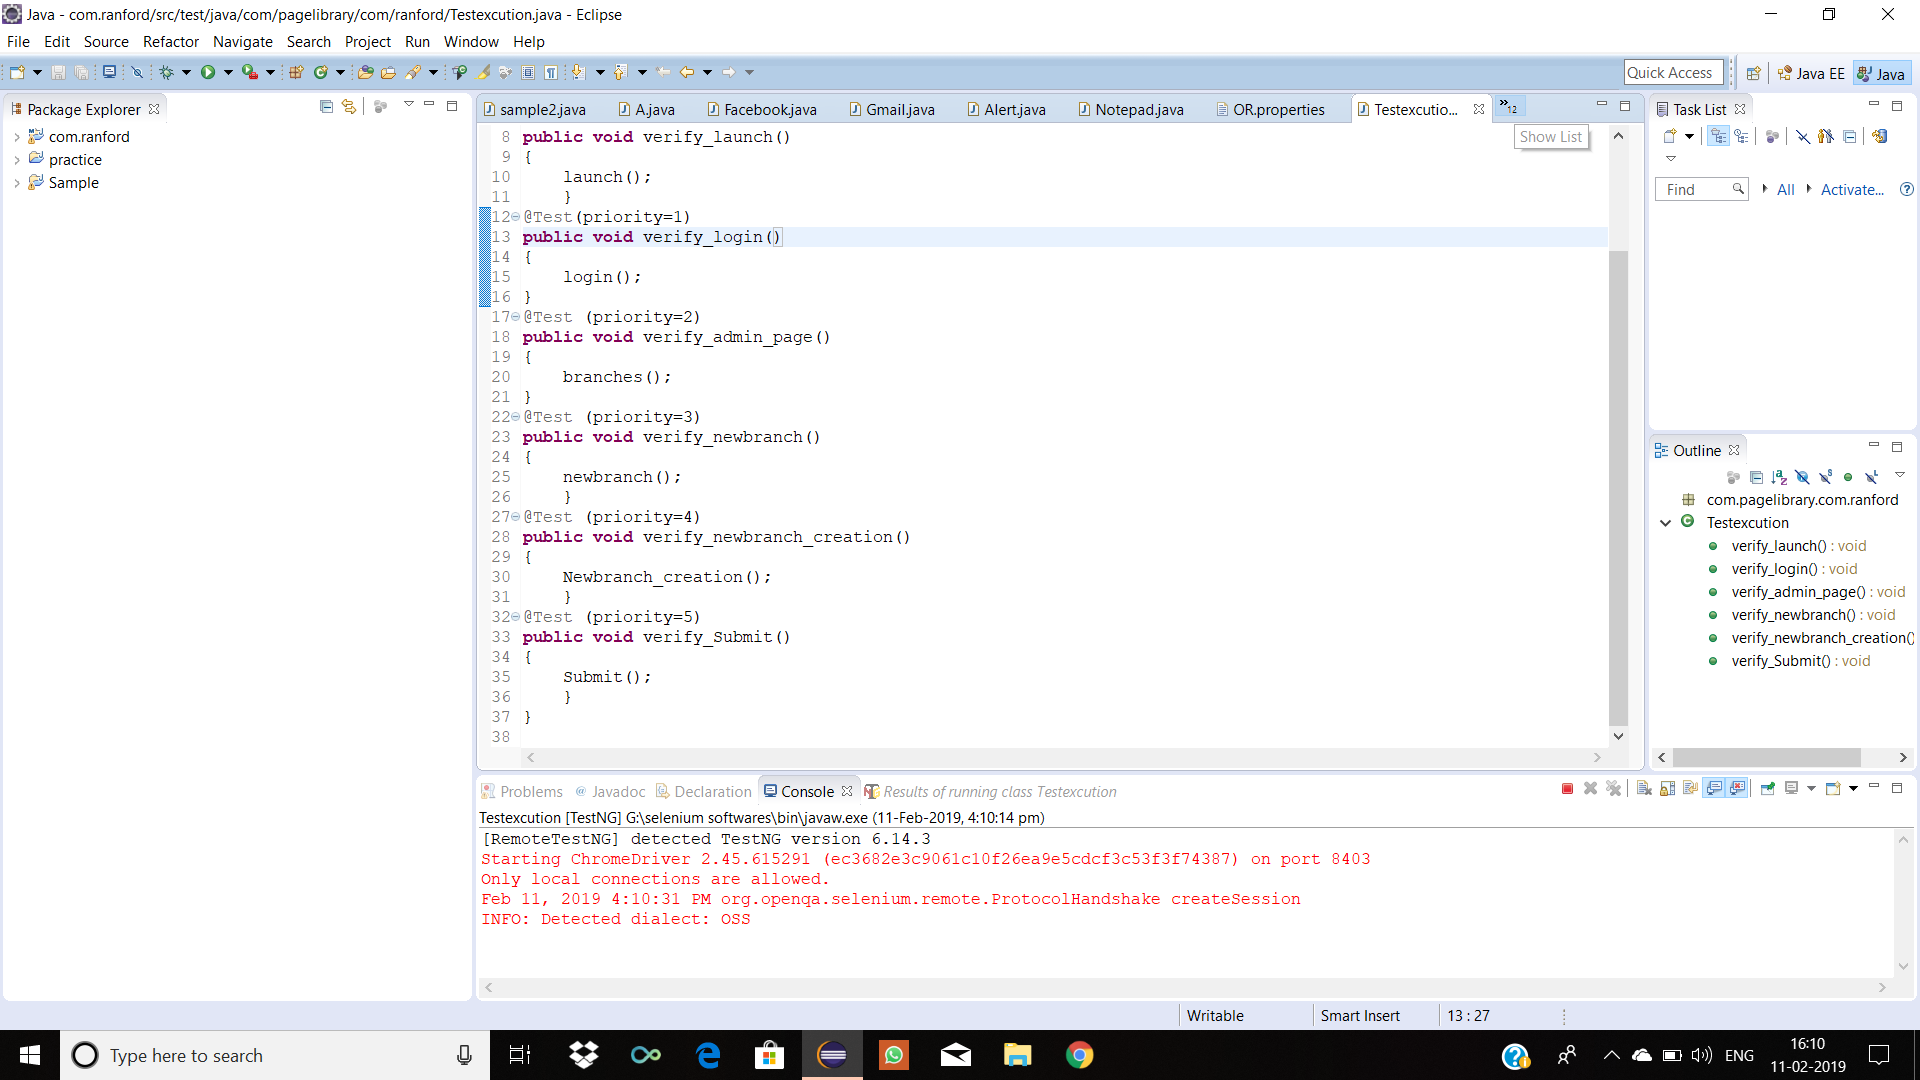 Java - com.ranford/src/test/java/com/pagelibrary/com/ranford/Testexcution.java - Eclipse
File Edit Source Refactor Navigate Search Project Run Window Help
Quick Access Java EE Java
Package Explorer
com.ranford
practice
Sample
sample2.java A.java Facebook.java Gmail.java Alert.java Notepad.java OR.properties Testexcutio... »12
Show List
8 public void verify_launch()
9 {
10 launch();
11 }
12 @Test(priority=1)
13 public void verify_login()
14 {
15 login();
16 }
17 @Test (priority=2)
18 public void verify_admin_page()
19 {
20 branches();
21 }
22 @Test (priority=3)
23 public void verify_newbranch()
24 {
25 newbranch();
26 }
27 @Test (priority=4)
28 public void verify_newbranch_creation()
29 {
30 Newbranch_creation();
31 }
32 @Test (priority=5)
33 public void verify_Submit()
34 {
35 Submit();
36 }
37 }
38
Task List
Find All Activate...
Outline
com.pagelibrary.com.ranford
Testexcution
verify_launch() : void
verify_login() : void
verify_admin_page() : void
verify_newbranch() : void
verify_newbranch_creation()
verify_Submit() : void
Problems @ Javadoc Declaration Console Results of running class Testexcution
Testexcution [TestNG] G:\selenium softwares\bin\javaw.exe (11-Feb-2019, 4:10:14 pm)
[RemoteTestNG] detected TestNG version 6.14.3
Starting ChromeDriver 2.45.615291 (ec3682e3c9061c10f26ea9e5cdcf3c53f3f74387) on port 8403
Only local connections are allowed.
Feb 11, 2019 4:10:31 PM org.openqa.selenium.remote.ProtocolHandshake createSession
INFO: Detected dialect: OSS
Writable Smart Insert 13 : 27
Type here to search
ENG
16:10
11-02-2019